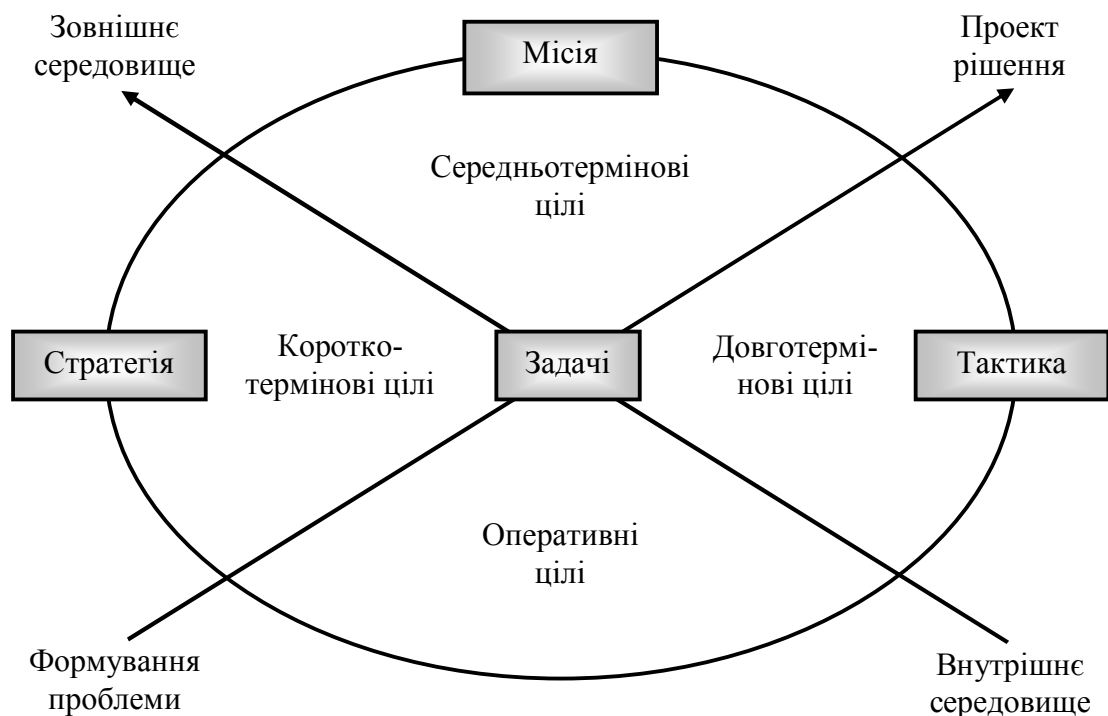 Зовнішнє
середовище
Місія
Проект
рішення
Середньотермінові
цілі
Стратегія
Коротко-
термінові цілі
Задачі
Довготермі-
нові цілі
Тактика
Оперативні
цілі
Формування
проблеми
Внутрішнє
середовище